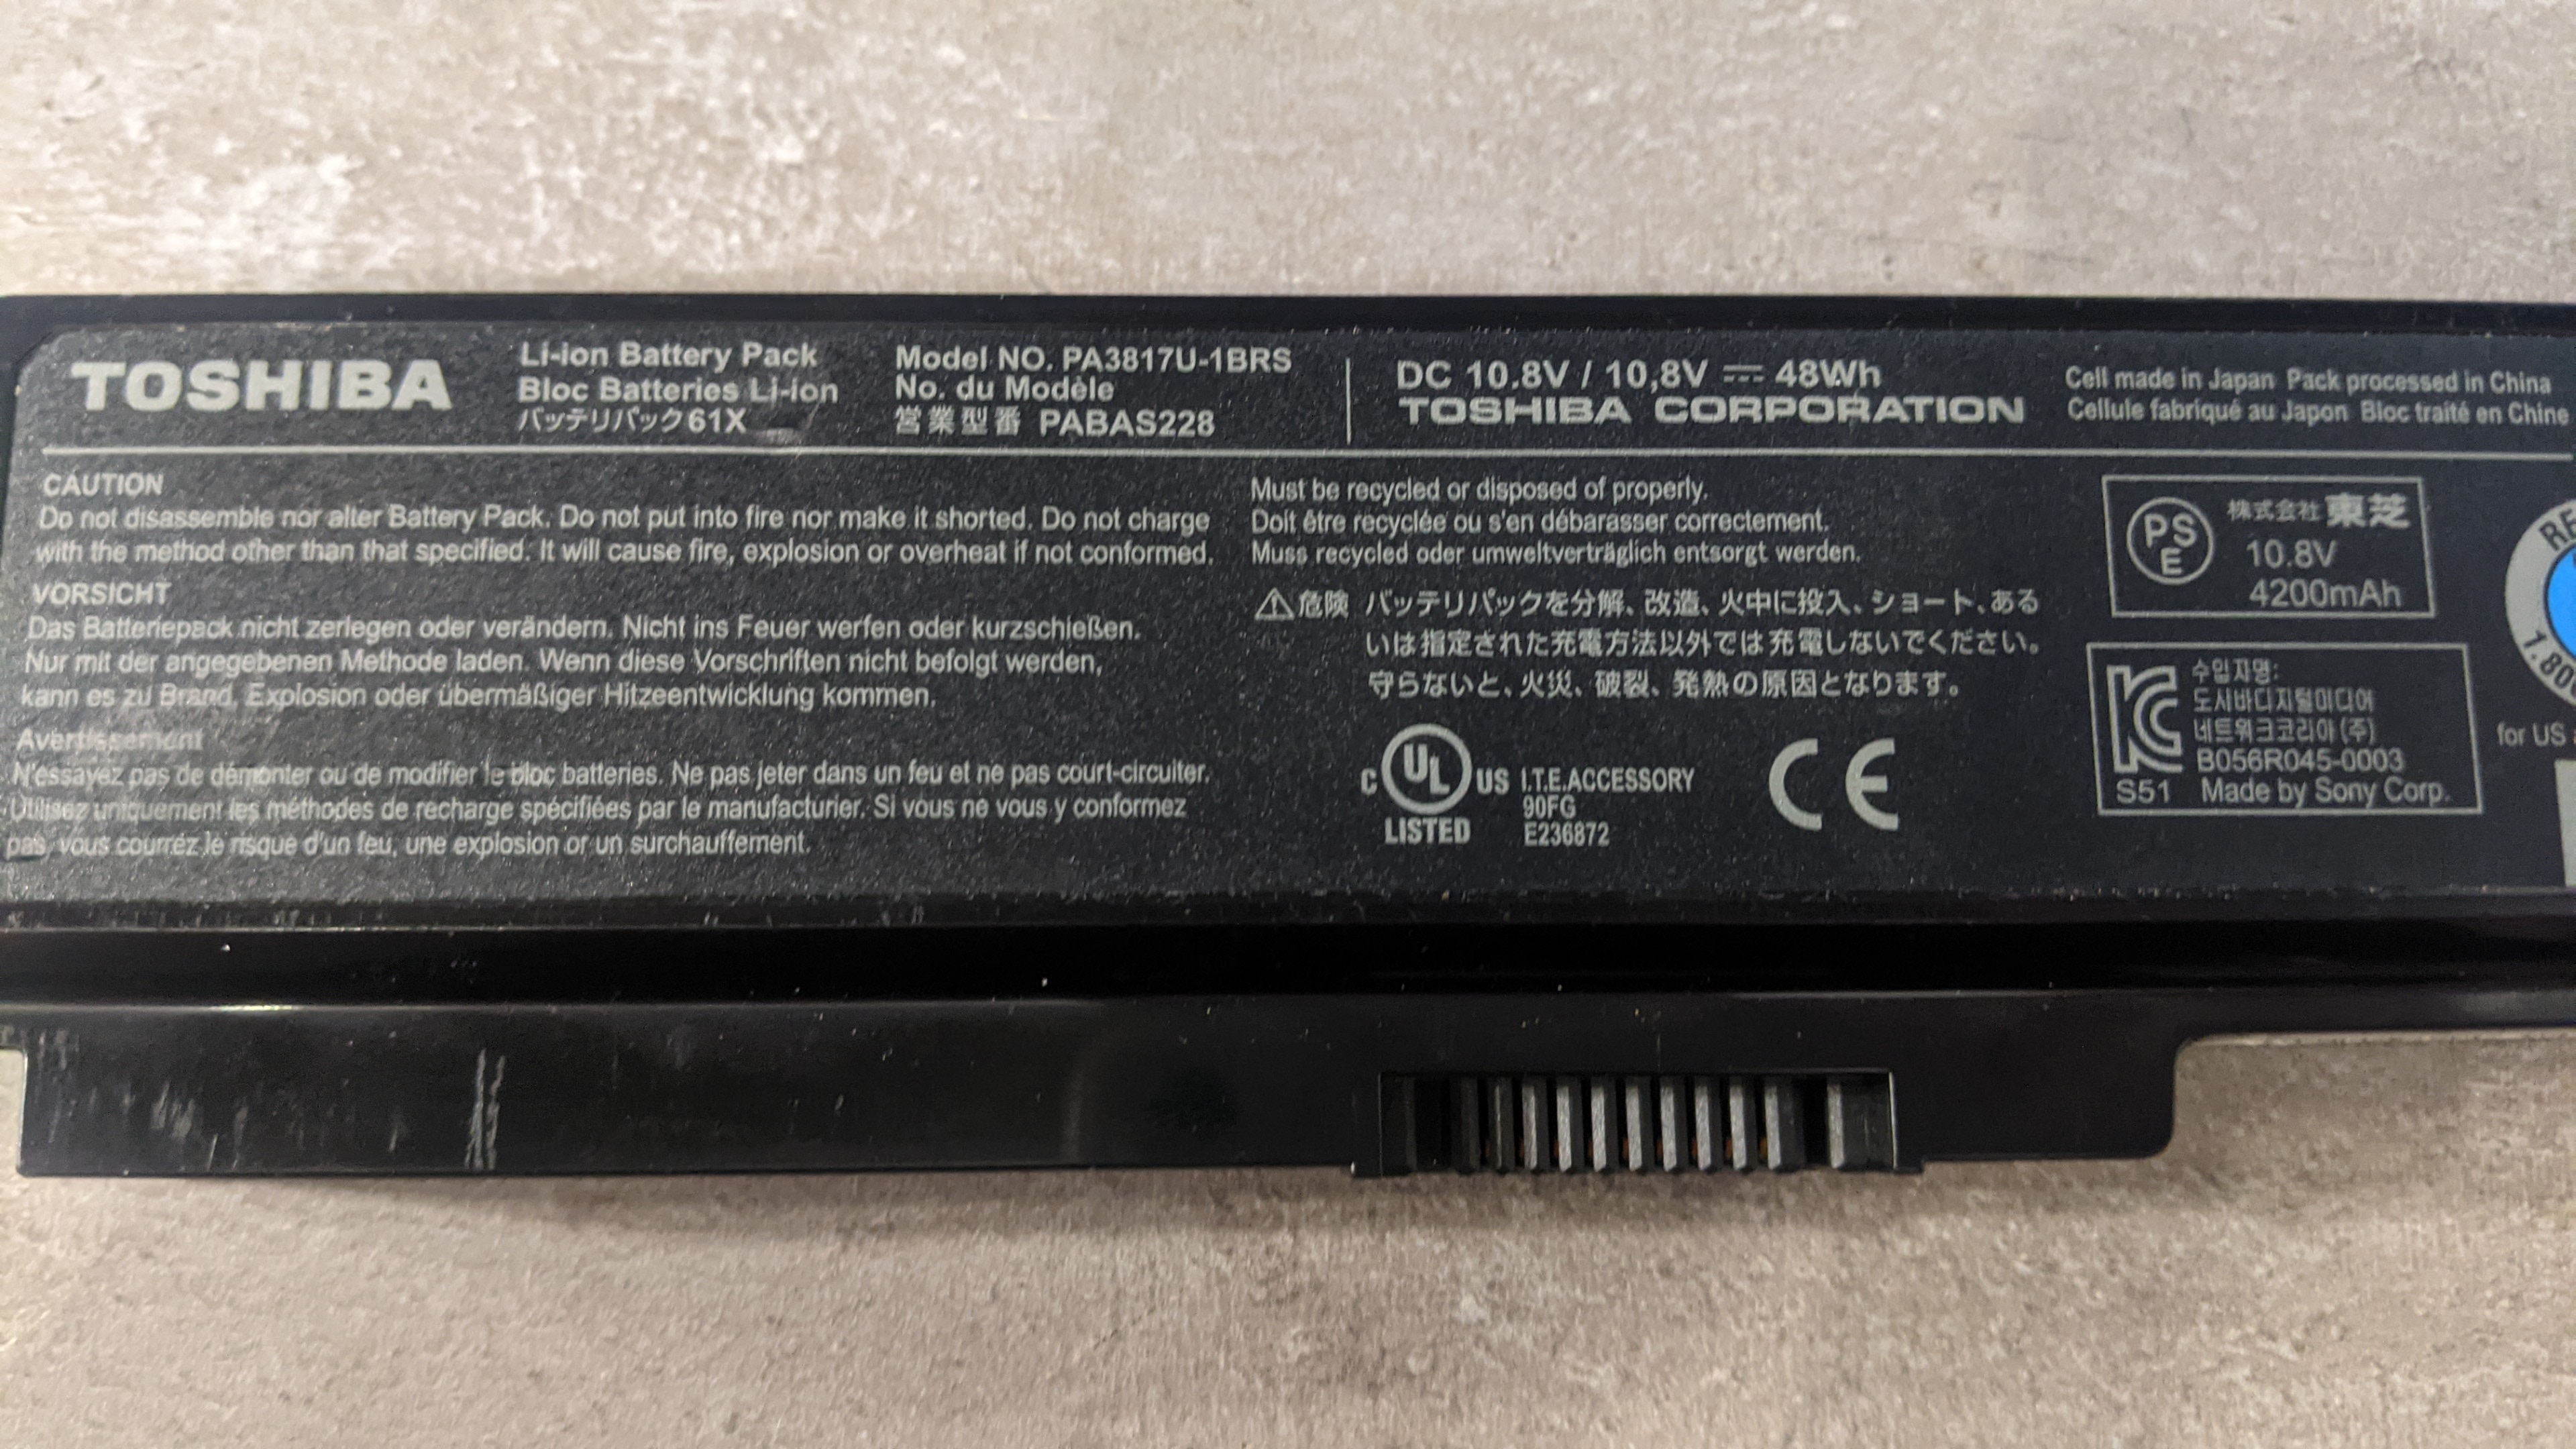 TOSHIBA
Li-ion Battery Pack
Bloc Batteries Li-ion
バッテリパック61X
Model NO. PA3817U-1BRS
No. du Modèle
営業型番 PABAS228
DC 10.8V / 10,8V ⎓ 48Wh
TOSHIBA CORPORATION
Cell made in Japan Pack processed in China
Cellule fabriqué au Japon Bloc traité en Chine
CAUTION
Do not disassemble nor alter Battery Pack. Do not put into fire nor make it shorted. Do not charge
with the method other than that specified. It will cause fire, explosion or overheat if not conformed.
VORSICHT
Das Batteriepack nicht zerlegen oder verändern. Nicht ins Feuer werfen oder kurzschießen.
Nur mit der angegebenen Methode laden. Wenn diese Vorschriften nicht befolgt werden,
kann es zu Brand, Explosion oder übermäßiger Hitzeentwicklung kommen.
Avertissement
N'essayez pas de démonter ou de modifier le bloc batteries. Ne pas jeter dans un feu et ne pas court-circuiter.
Utilisez uniquement les méthodes de recharge spécifiées par le manufacturier. Si vous ne vous y conformez
pas, vous courrez le risque d'un feu, une explosion or un surchauffement.
Must be recycled or disposed of properly.
Doit être recyclée ou s'en débarasser correctement.
Muss recycled oder umweltverträglich entsorgt werden.
⚠危険 バッテリパックを分解、改造、火中に投入、ショート、ある
いは指定された充電方法以外では充電しないでください。
守らないと、火災、破裂、発熱の原因となります。
C UL US LISTED
I.T.E.ACCESSORY
90FG
E236872
CE
PSE
株式会社 東芝
10.8V
4200mAh
KC
수입자명:
도시바디지털미디어
네트워크코리아(주)
B056R045-0003
S51 Made by Sony Corp.
RE
1.80
for US